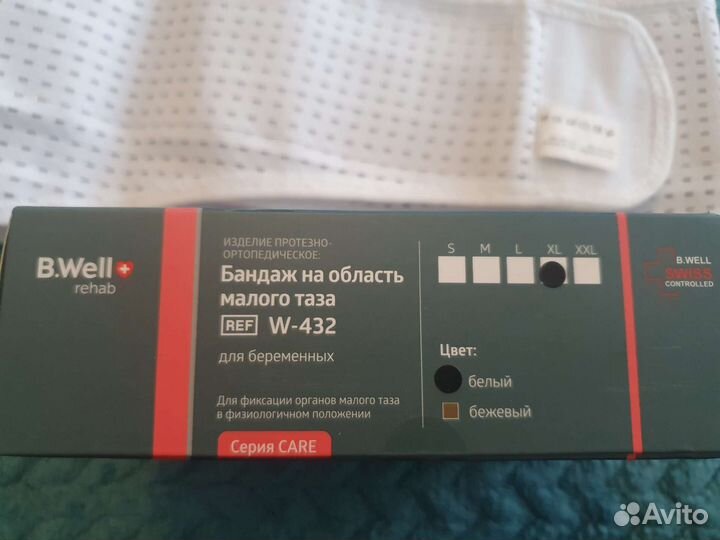 B.Well
rehab
ИЗДЕЛИЕ ПРОТЕЗНО-
ОРТОПЕДИЧЕСКОЕ:
Бандаж на область
малого таза
REF W-432
для беременных
Для фиксации органов малого таза
в физиологичном положении
Серия CARE
S M L XL XXL
Цвет:
белый
бежевый
B.WELL
SWISS
CONTROLLED
Avito